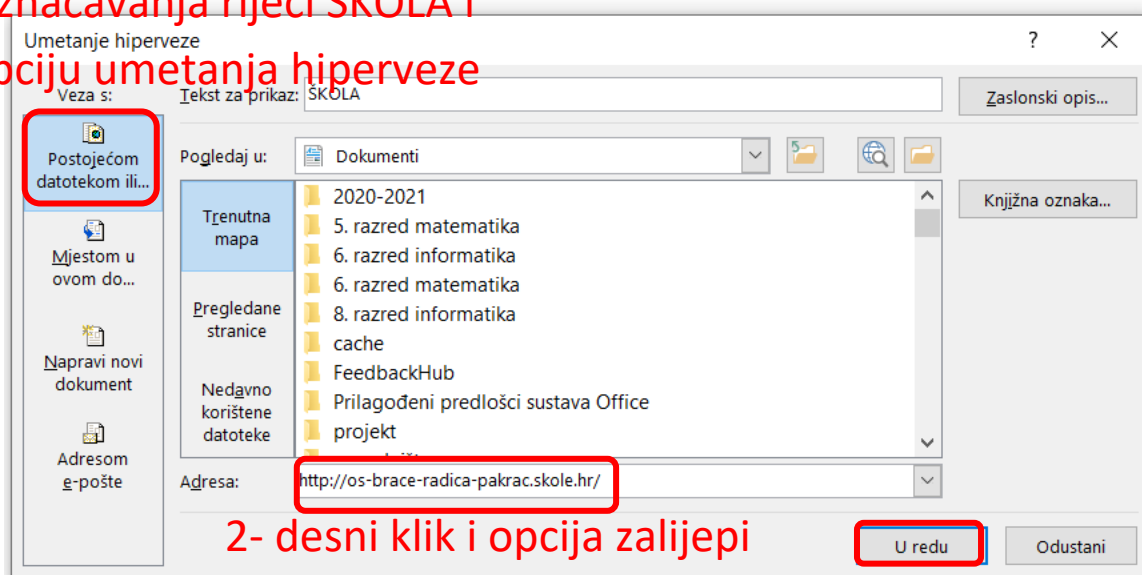 značavanja riječi ŠKOLA i
Umetanje hiperveze
? ×
pciju umetanja hiperveze
Veza s:
Tekst za prikaz: ŠKOLA
Zaslonski opis...
Postojećom
datotekom ili...
Pogledaj u: Dokumenti
Knjižna oznaka...
Trenutna
mapa
2020-2021
5. razred matematika
6. razred informatika
6. razred matematika
8. razred informatika
cache
FeedbackHub
Prilagođeni predlošci sustava Office
projekt
Mjestom u
ovom do...
Pregledane
stranice
Napravi novi
dokument
Nedavno
korištene
datoteke
Adresom
e-pošte
Adresa: http://os-brace-radica-pakrac.skole.hr/
2- desni klik i opcija zalijepi
U redu
Odustani